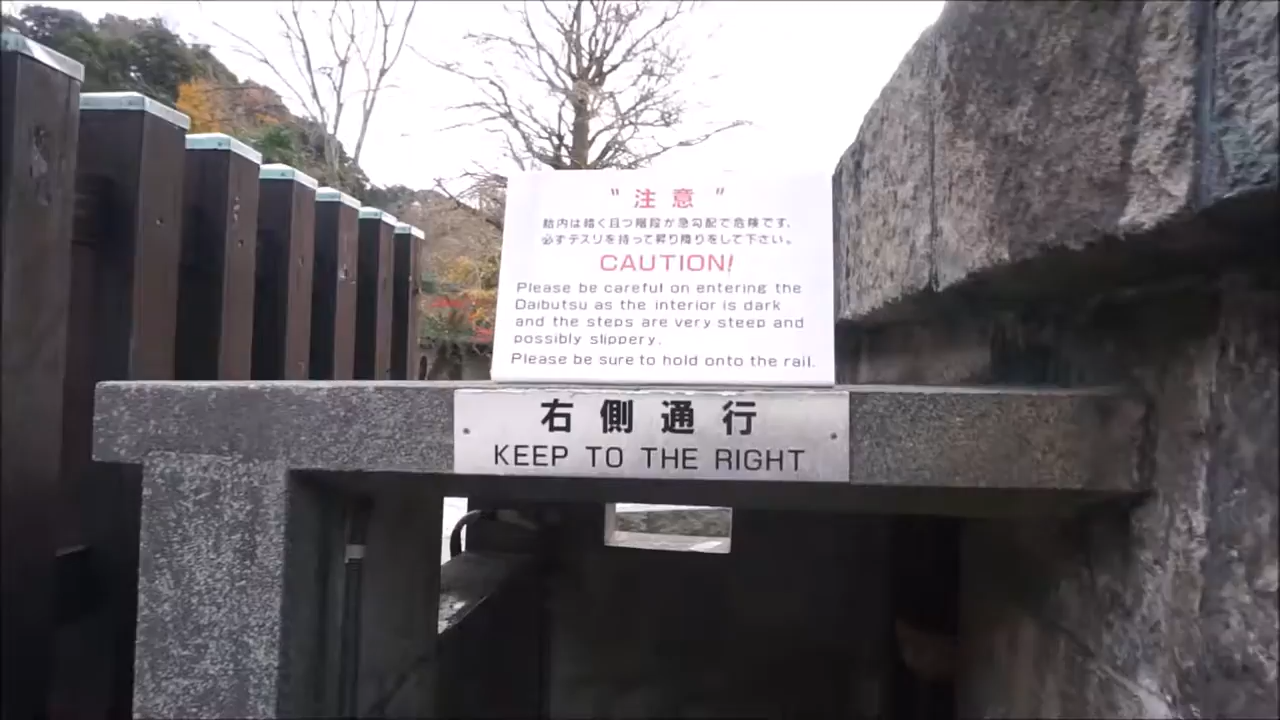 "注意"
胎内は暗く且つ階段が急勾配で危険です。
必ずテスリを持って昇り降りをして下さい。
CAUTION!
Please be careful on entering the
Daibutsu as the interior is dark
and the steps are very steep and
possibly slippery.
Please be sure to hold onto the rail.
右側通行
KEEP TO THE RIGHT